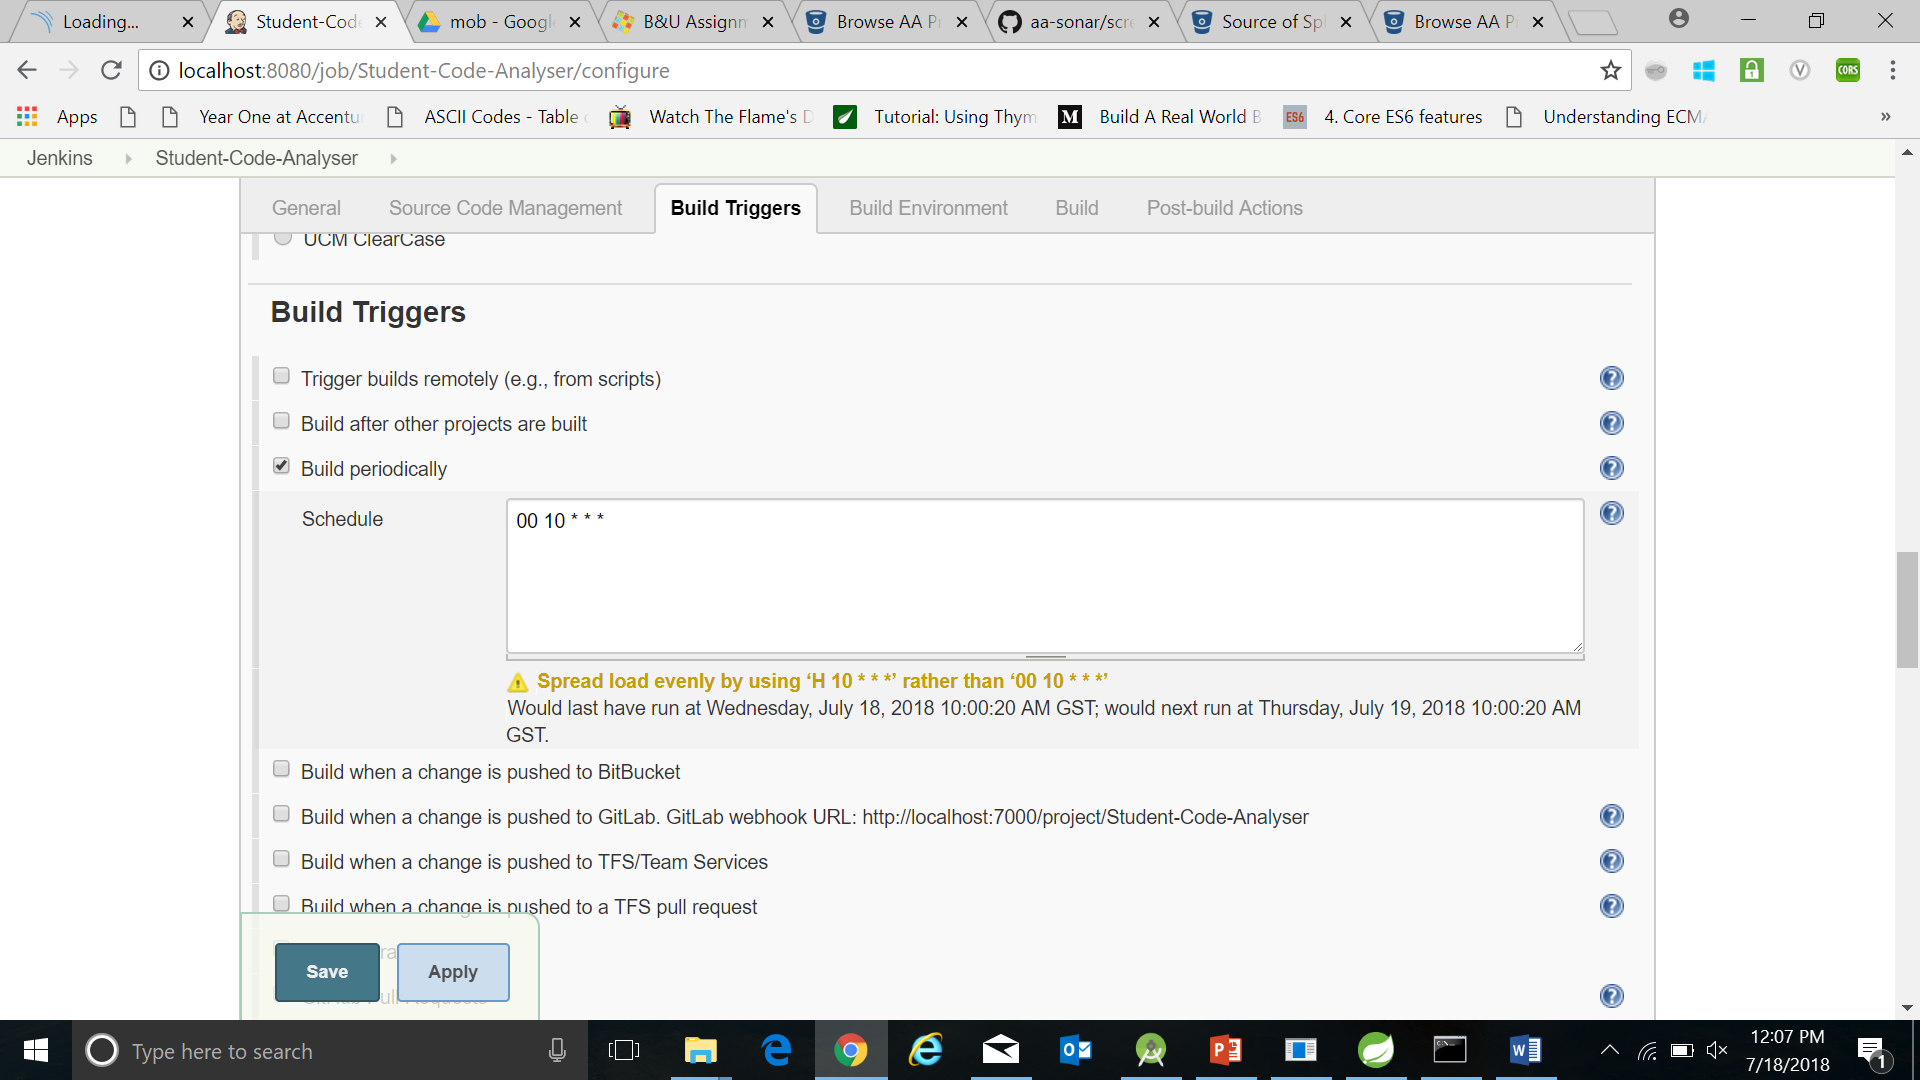 Loading...
Student-Cod
mob - Googl
B&U Assignm
Browse AA P
aa-sonar/scre
Source of Sp
Browse AA P
localhost:8080/job/Student-Code-Analyser/configure
CORS
Apps
Year One at Accentu
ASCII Codes - Table
Watch The Flame's D
Tutorial: Using Thym
M
Build A Real World B
ES6
4. Core ES6 features
Understanding ECMA
»
Jenkins
Student-Code-Analyser
General
Source Code Management
Build Triggers
Build Environment
Build
Post-build Actions
UCM ClearCase
Build Triggers
Trigger builds remotely (e.g., from scripts)
Build after other projects are built
Build periodically
Schedule
00 10 * * *
Spread load evenly by using ‘H 10 * * *’ rather than ‘00 10 * * *’
Would last have run at Wednesday, July 18, 2018 10:00:20 AM GST; would next run at Thursday, July 19, 2018 10:00:20 AM
GST.
Build when a change is pushed to BitBucket
Build when a change is pushed to GitLab. GitLab webhook URL: http://localhost:7000/project/Student-Code-Analyser
Build when a change is pushed to TFS/Team Services
Build when a change is pushed to a TFS pull request
Save
Apply
Type here to search
12:07 PM
7/18/2018
1